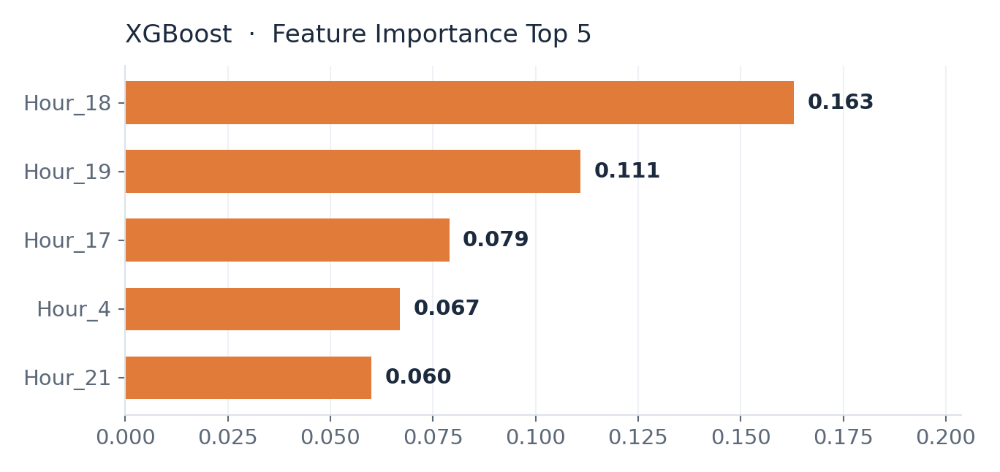 XGBoost · Feature Importance Top 5
Hour_18 0.163
Hour_19 0.111
Hour_17 0.079
Hour_4 0.067
Hour_21 0.060
0.000 0.025 0.050 0.075 0.100 0.125 0.150 0.175 0.200